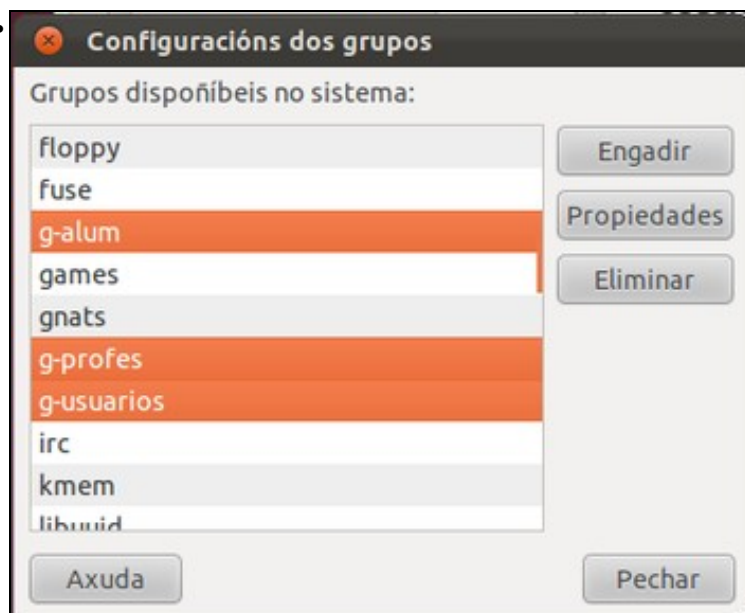 Configuracións dos grupos
Grupos dispoñíbeis no sistema:
floppy
fuse
g-alum
games
gnats
g-profes
g-usuarios
irc
kmem
libuuid
Engadir
Propiedades
Eliminar
Axuda
Pechar